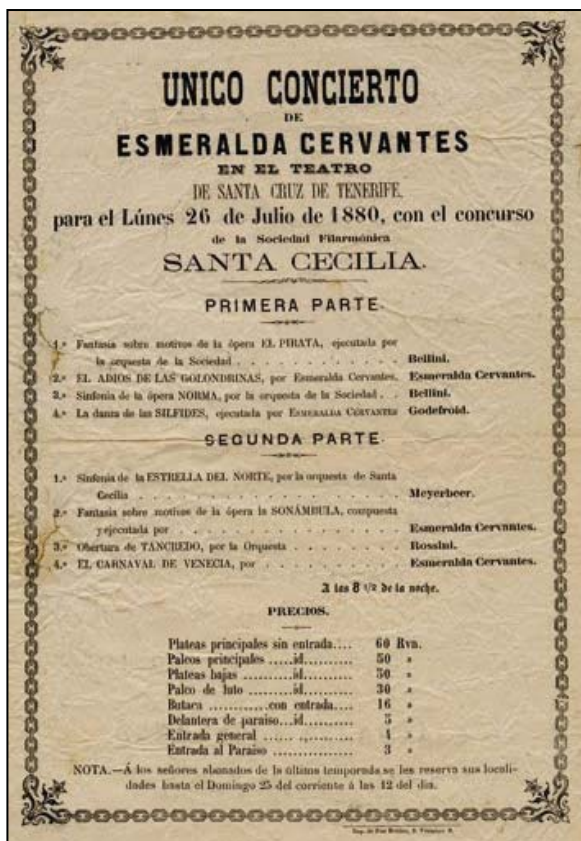 UNICO CONCIERTO
DE
ESMERALDA CERVANTES
EN EL TEATRO
DE SANTA CRUZ DE TENERIFE,
para el Lúnes 26 de Julio de 1880, con el concurso
de la Sociedad Filarmónica
SANTA CECILIA.
PRIMERA PARTE.
1.ª Fantasia sobre motivos de la ópera EL PIRATA, ejecutada por
la orquesta de la Sociedad . . . . . . . . . . . . Bellini.
2.ª EL ADIOS DE LAS GOLONDRINAS, por Esmeralda Cervantes. Esmeralda Cervantes.
3.ª Sinfonia de la ópera NORMA, por la orquesta de la Sociedad . . Bellini.
4.ª La danza de las SILFIDES, ejecutada por ESMERALDA CERVANTES Godefroid.
SEGUNDA PARTE.
1.ª Sinfonia de la ESTRELLA DEL NORTE, por la orquesta de Santa
Cecilia . . . . . . . . . . . . . . . . . . Meyerbeer.
2.ª Fantasia sobre motivos de la ópera la SONÁMBULA, compuesta
y ejecutada por . . . . . . . . . . . . . . Esmeralda Cervantes.
3.ª Obertura de TANCREDO, por la Orquesta . . . . . . . Rossini.
4.ª EL CARNAVAL DE VENECIA, por . . . . . . . . . Esmeralda Cervantes.
A las 8 1/2 de la noche.
PRECIOS.
Plateas principales sin entrada.... 60 Rvn.
Palcos principales .....id.......... 50 »
Plateas bajas ..........id.......... 50 »
Palco de luto ..........id.......... 30 »
Butaca ............con entrada.... 16 »
Delantera de paraiso...id.......... 5 »
Entrada general ...... .,.......... 4 »
Entrada al Paraiso ............... 3 »
NOTA.—Á los señores abonados de la última temporada se les reserva sus locali-
dades hasta el Domingo 25 del corriente á las 12 del dia.